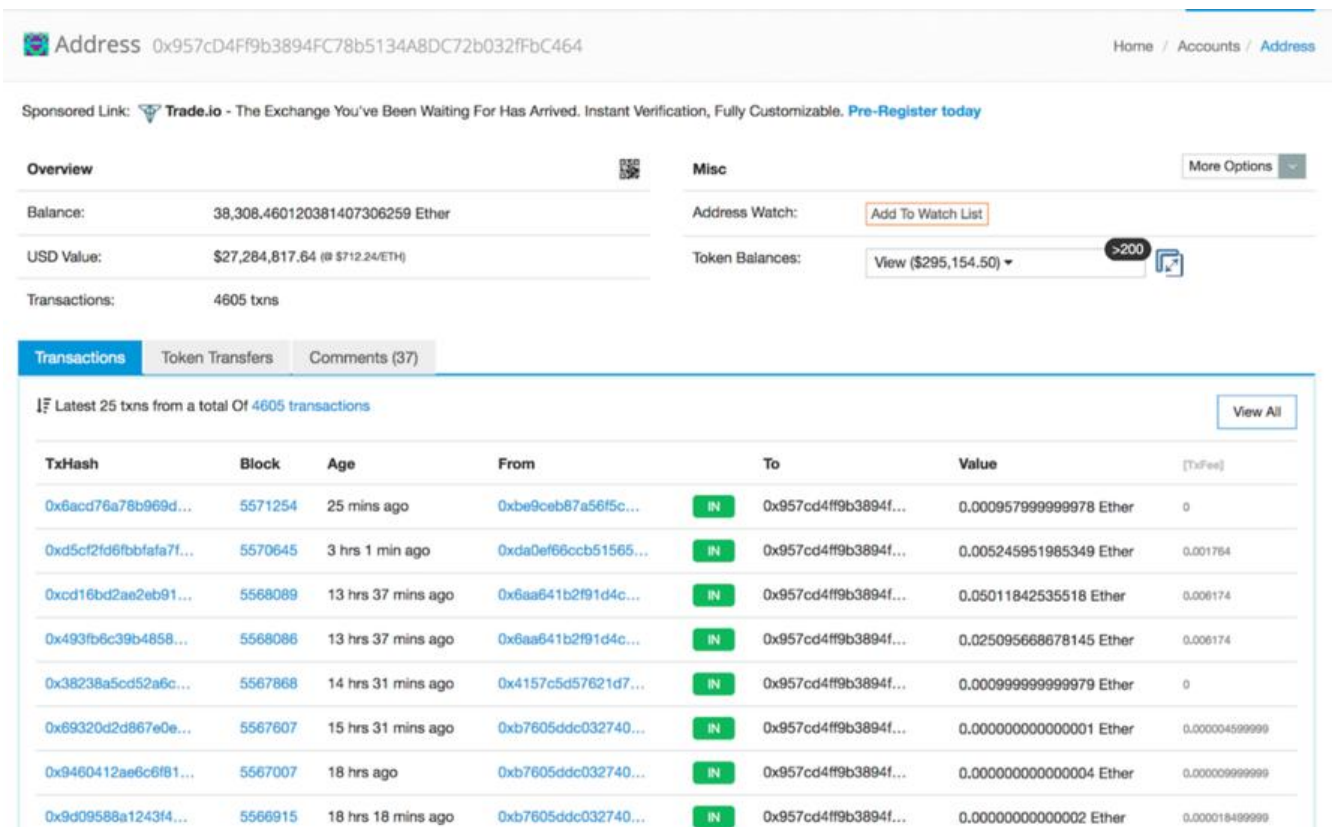 Address 0x957cD4Ff9b3894FC78b5134A8DC72b032fFbC464
Home / Accounts / Address
Sponsored Link: Trade.io - The Exchange You've Been Waiting For Has Arrived. Instant Verification, Fully Customizable. Pre-Register today
Overview
Balance: 38,308.460120381407306259 Ether
USD Value: $27,284,817.64 (@ $712.24/ETH)
Transactions: 4605 txns
Misc
More Options
Address Watch: Add To Watch List
Token Balances: View ($295,154.50) >200
Transactions Token Transfers Comments (37)
Latest 25 txns from a total Of 4605 transactions
View All
TxHash Block Age From To Value [TxFee]
0x6acd76a78b969d... 5571254 25 mins ago 0xbe9ceb87a56f5c... IN 0x957cd4ff9b3894f... 0.000957999999978 Ether 0
0xd5cf2fd6fbbfafa7f... 5570645 3 hrs 1 min ago 0xda0ef66ccb51565... IN 0x957cd4ff9b3894f... 0.005245951985349 Ether 0.001764
0xcd16bd2ae2eb91... 5568089 13 hrs 37 mins ago 0x6aa641b2f91d4c... IN 0x957cd4ff9b3894f... 0.05011842535518 Ether 0.006174
0x493fb6c39b4858... 5568086 13 hrs 37 mins ago 0x6aa641b2f91d4c... IN 0x957cd4ff9b3894f... 0.025095668678145 Ether 0.006174
0x38238a5cd52a6c... 5567868 14 hrs 31 mins ago 0x4157c5d57621d7... IN 0x957cd4ff9b3894f... 0.000999999999979 Ether 0
0x69320d2d867e0e... 5567607 15 hrs 31 mins ago 0xb7605ddc032740... IN 0x957cd4ff9b3894f... 0.000000000000001 Ether 0.000004599999
0x9460412ae6c6f81... 5567007 18 hrs ago 0xb7605ddc032740... IN 0x957cd4ff9b3894f... 0.000000000000004 Ether 0.000009999999
0x9d09588a1243f4... 5566915 18 hrs 18 mins ago 0xb7605ddc032740... IN 0x957cd4ff9b3894f... 0.00000000000002 Ether 0.000018499999